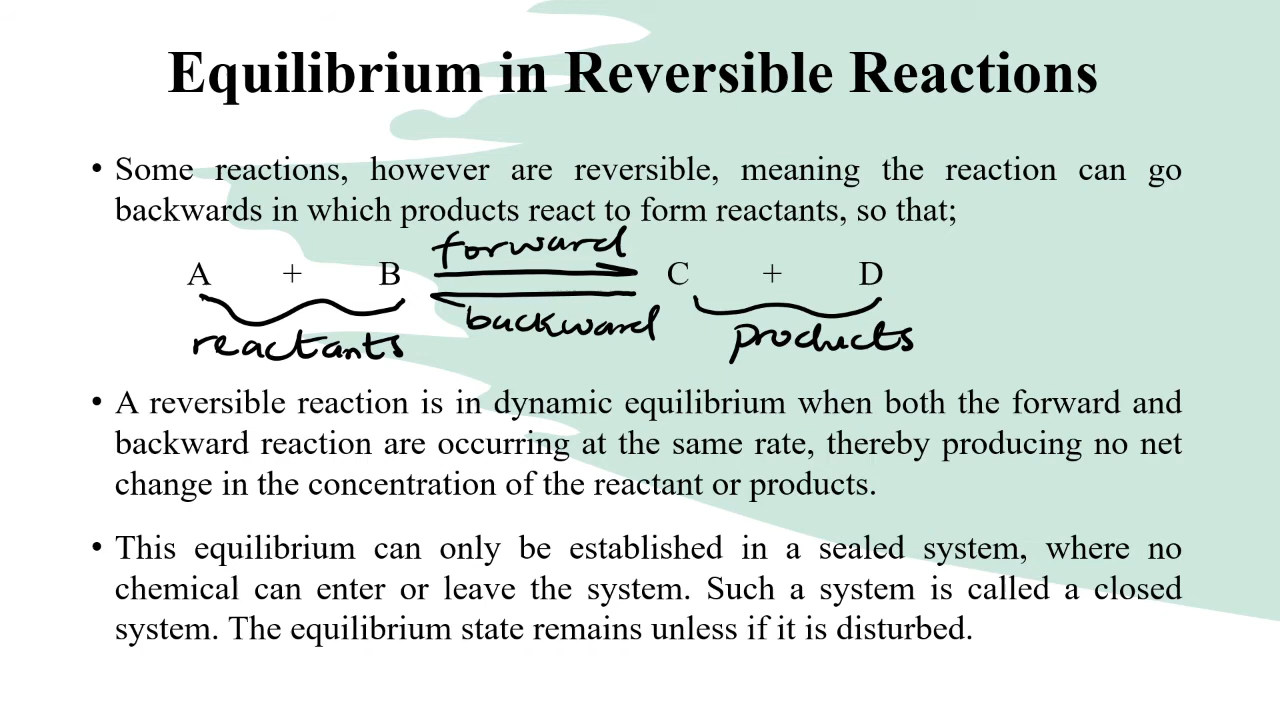 Equilibrium in Reversible Reactions
• Some reactions, however are reversible, meaning the reaction can go
backwards in which products react to form reactants, so that;
forward
A + B C + D
backward
reactants products
• A reversible reaction is in dynamic equilibrium when both the forward and
backward reaction are occurring at the same rate, thereby producing no net
change in the concentration of the reactant or products.
• This equilibrium can only be established in a sealed system, where no
chemical can enter or leave the system. Such a system is called a closed
system. The equilibrium state remains unless if it is disturbed.